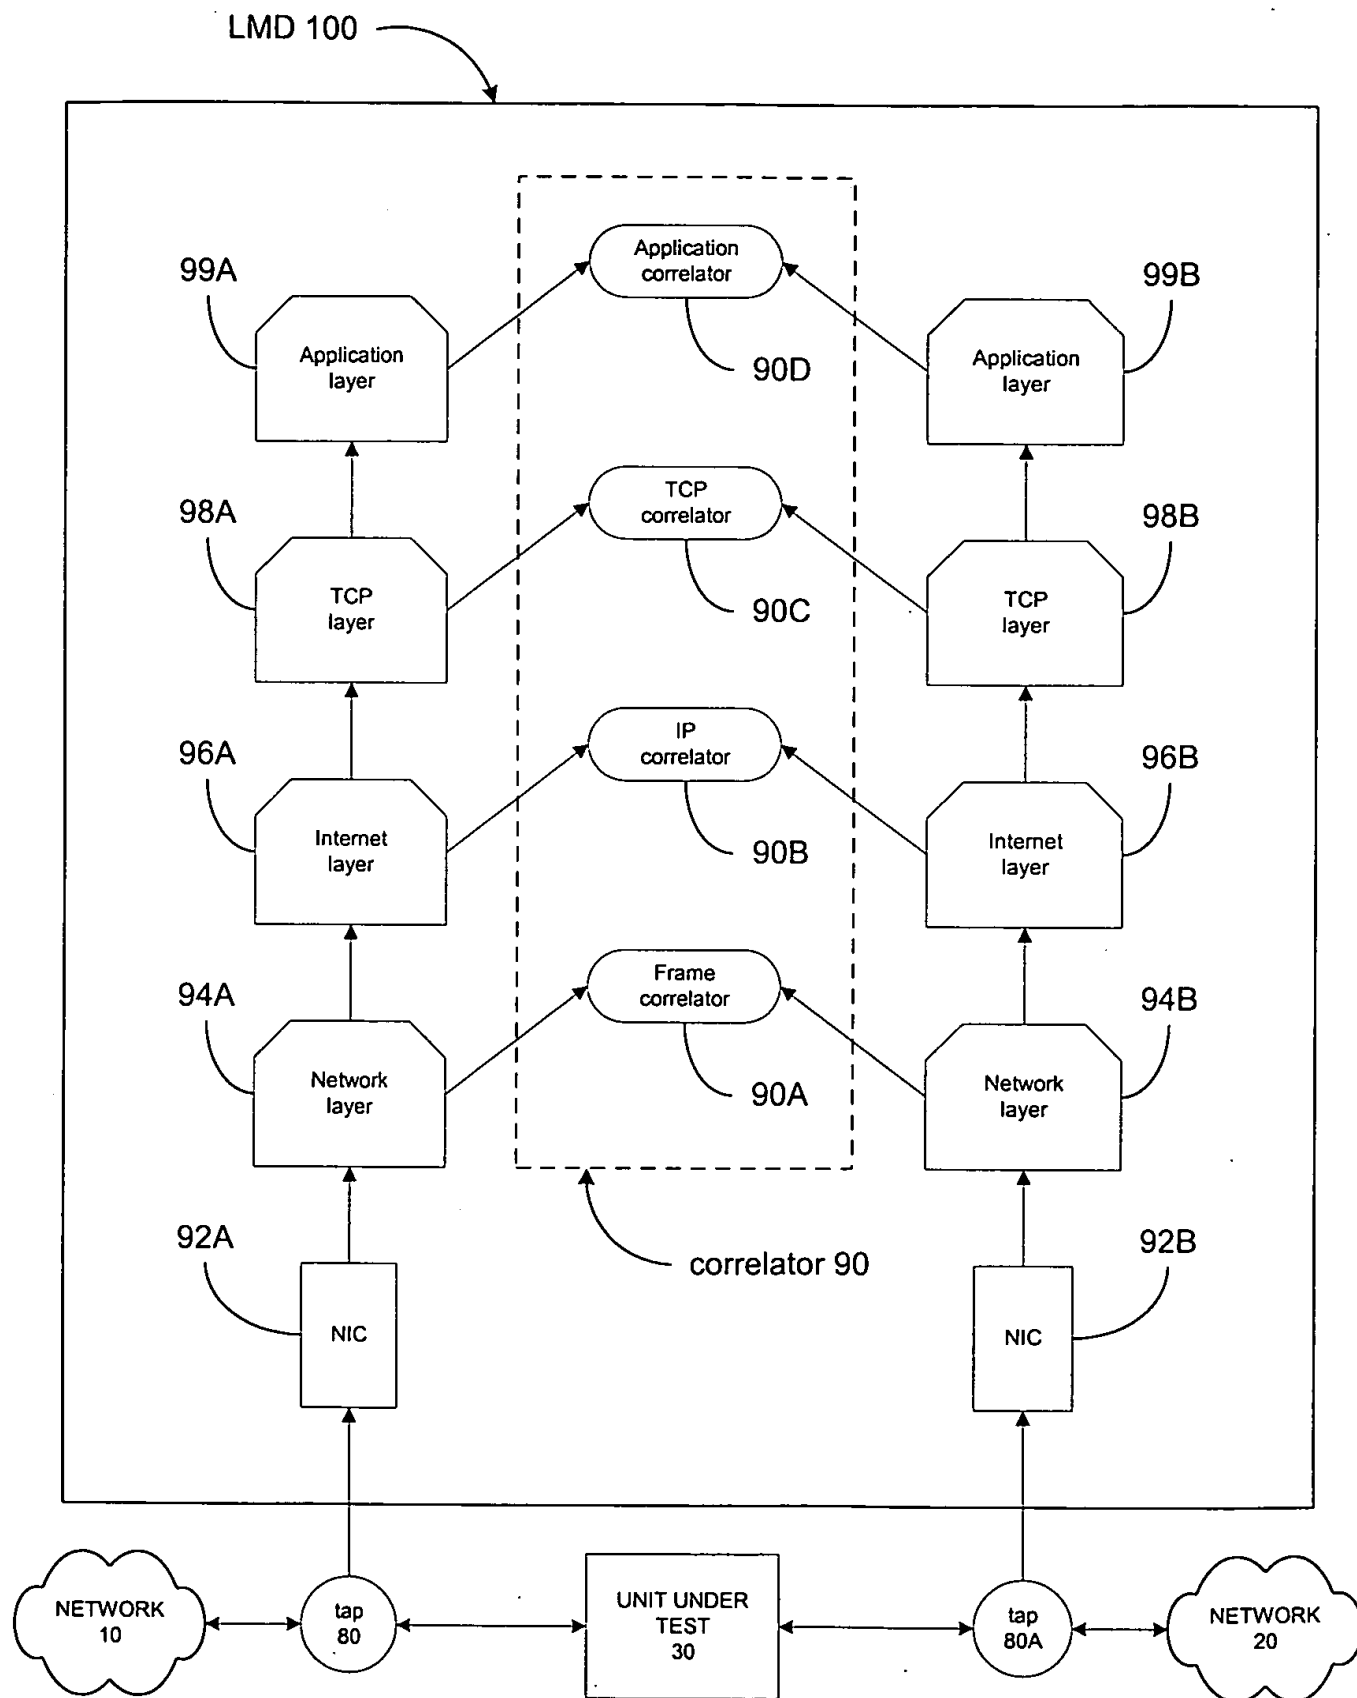 LMD 100
Application
correlator
99A
99B
Application
layer
Application
layer
90D
TCP
correlator
98A
98B
TCP
layer
TCP
layer
90C
IP
correlator
96A
96B
Internet
layer
Internet
layer
90B
Frame
correlator
94A
94B
Network
layer
Network
layer
90A
92A
92B
correlator 90
NIC
NIC
NETWORK
10
tap
80
UNIT UNDER
TEST
30
tap
80A
NETWORK
20